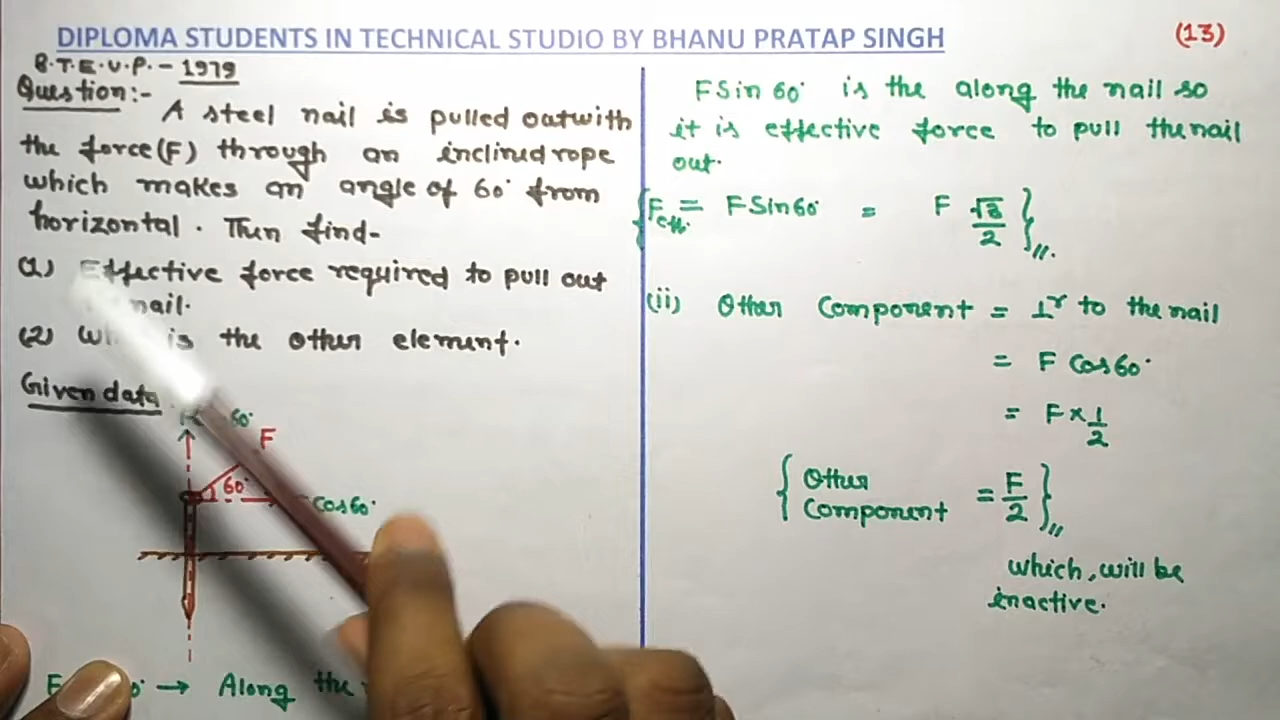 DIPLOMA STUDENTS IN TECHNICAL STUDIO BY BHANU PRATAP SINGH
(13)
B.T.E.U.P. - 1979
Question:-
A steel nail is pulled outwith
the force(F) through an inclined rope
which makes an angle of 60° from
horizontal. Then find-
(1) Effective force required to pull out
nail.
(2) is the other element.
Given data
60°
F
60°
cos60°
→ Along the
FSin 60° is the along the nail so
it is effective force to pull the nail
out.
{Feff. = FSin60° = F √3/2},,.
(ii) Other Component = ⊥r to the nail
= F cos60°
= F × 1/2
{Other Component = F/2},,
which, will be
inactive.